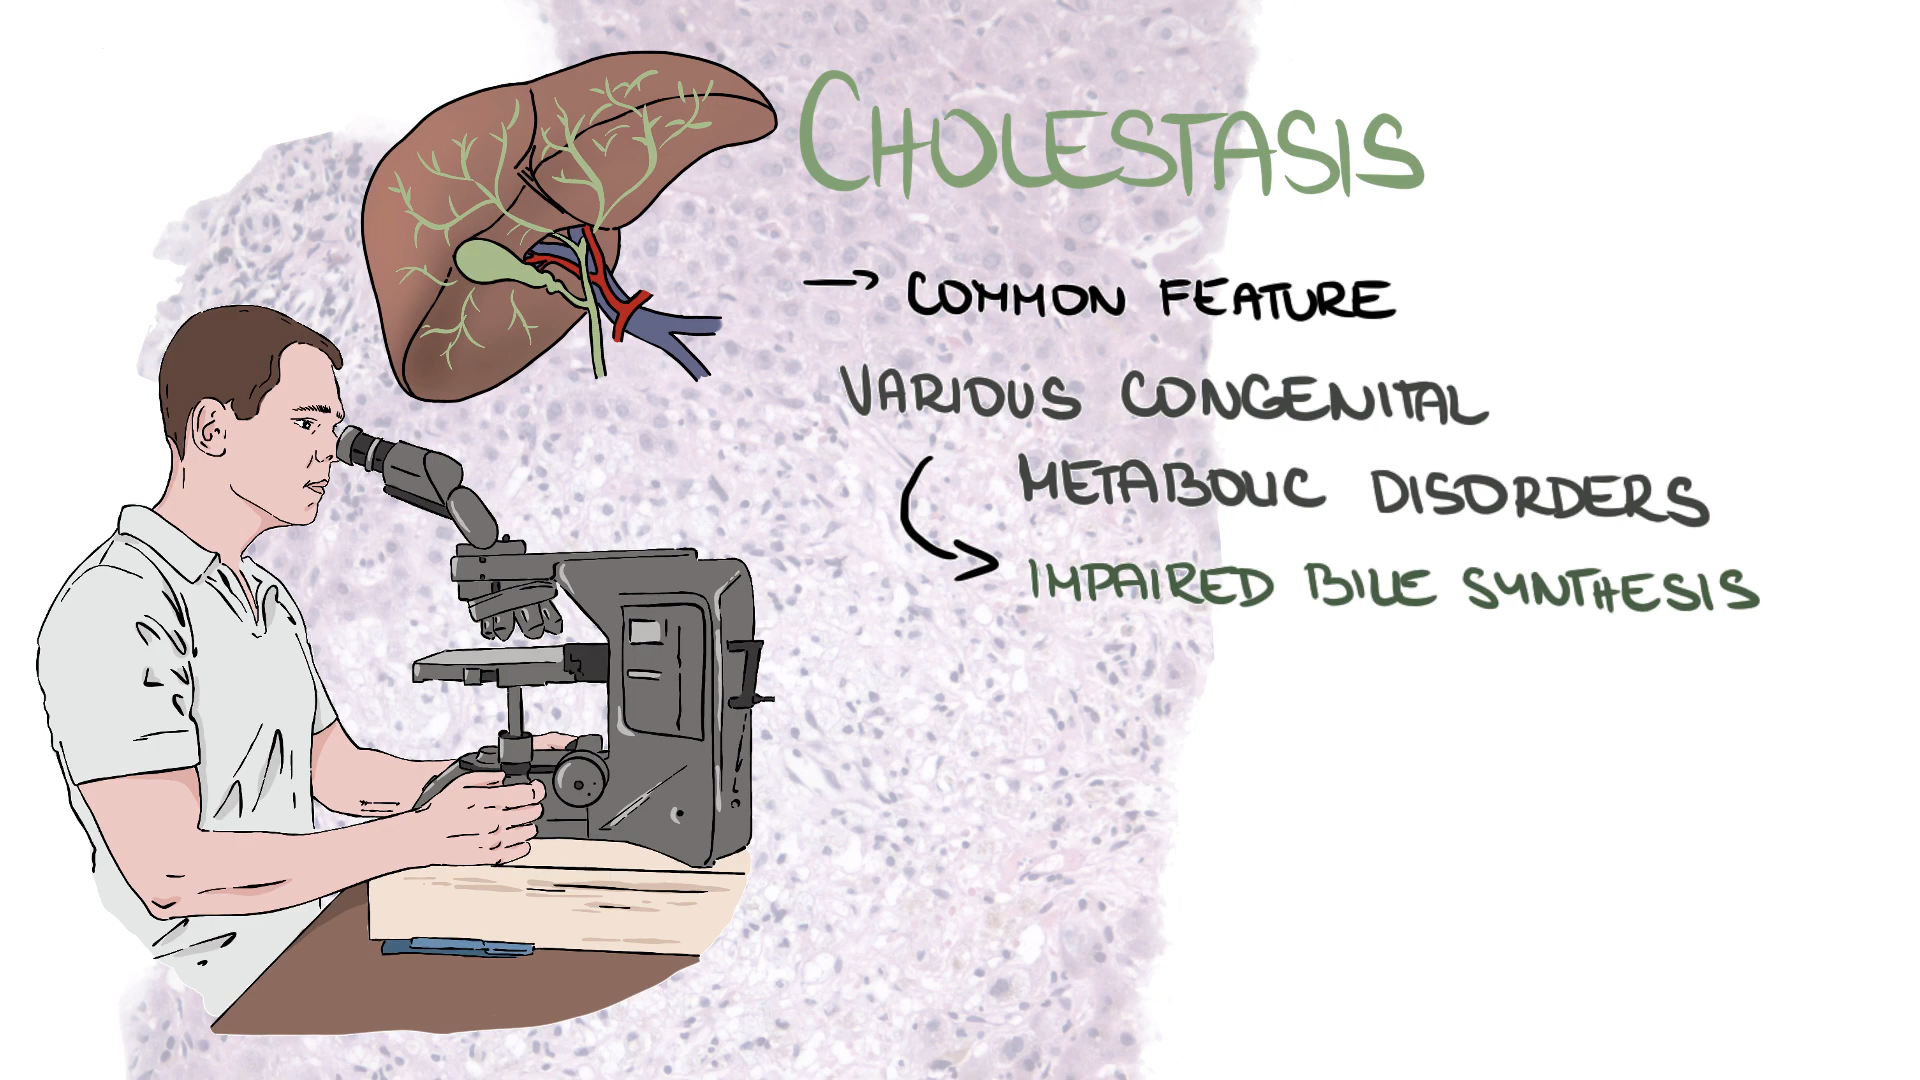 CHOLESTASIS
→ COMMON FEATURE
VARIOUS CONGENITAL
METABOLIC DISORDERS
IMPAIRED BILE SYNTHESIS